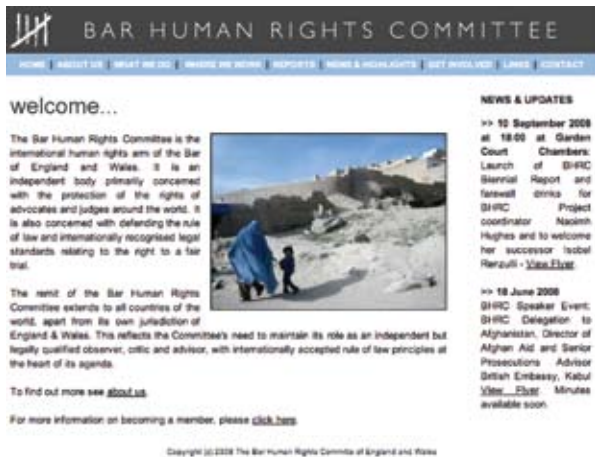 BAR HUMAN RIGHTS COMMITTEE
HOME | ABOUT US | WHAT WE DO | WHERE WE WORK | REPORTS | NEWS & HIGHLIGHTS | GET INVOLVED | LINKS | CONTACT
welcome...
The Bar Human Rights Committee is the
international human rights arm of the Bar
of England and Wales. It is an
independent body primarily concerned
with the protection of the rights of
advocates and judges around the world. It
is also concerned with defending the rule
of law and internationally recognised legal
standards relating to the right to a fair
trial.
The remit of the Bar Human Rights
Committee extends to all countries of the
world, apart from its own jurisdiction of
England & Wales. This reflects the Committee's need to maintain its role as an independent but
legally qualified observer, critic and advisor, with internationally accepted rule of law principles at
the heart of its agenda.
To find out more see about us.
For more information on becoming a member, please click here.
NEWS & UPDATES
>> 10 September 2008
at 18:00 at Garden
Court Chambers:
Launch of BHRC
Biennial Report and
farewell drinks for
BHRC Project
coordinator Naoimh
Hughes and to welcome
her successor Isobel
Renzulli - View Flyer.
>> 18 June 2008
BHRC Speaker Event:
BHRC Delegation to
Afghanistan, Director of
Afghan Aid and Senior
Prosecutions Advisor
British Embassy, Kabul
View Flyer. Minutes
available soon.
Copyright (c) 2008 The Bar Human Rights Committe of England and Wales